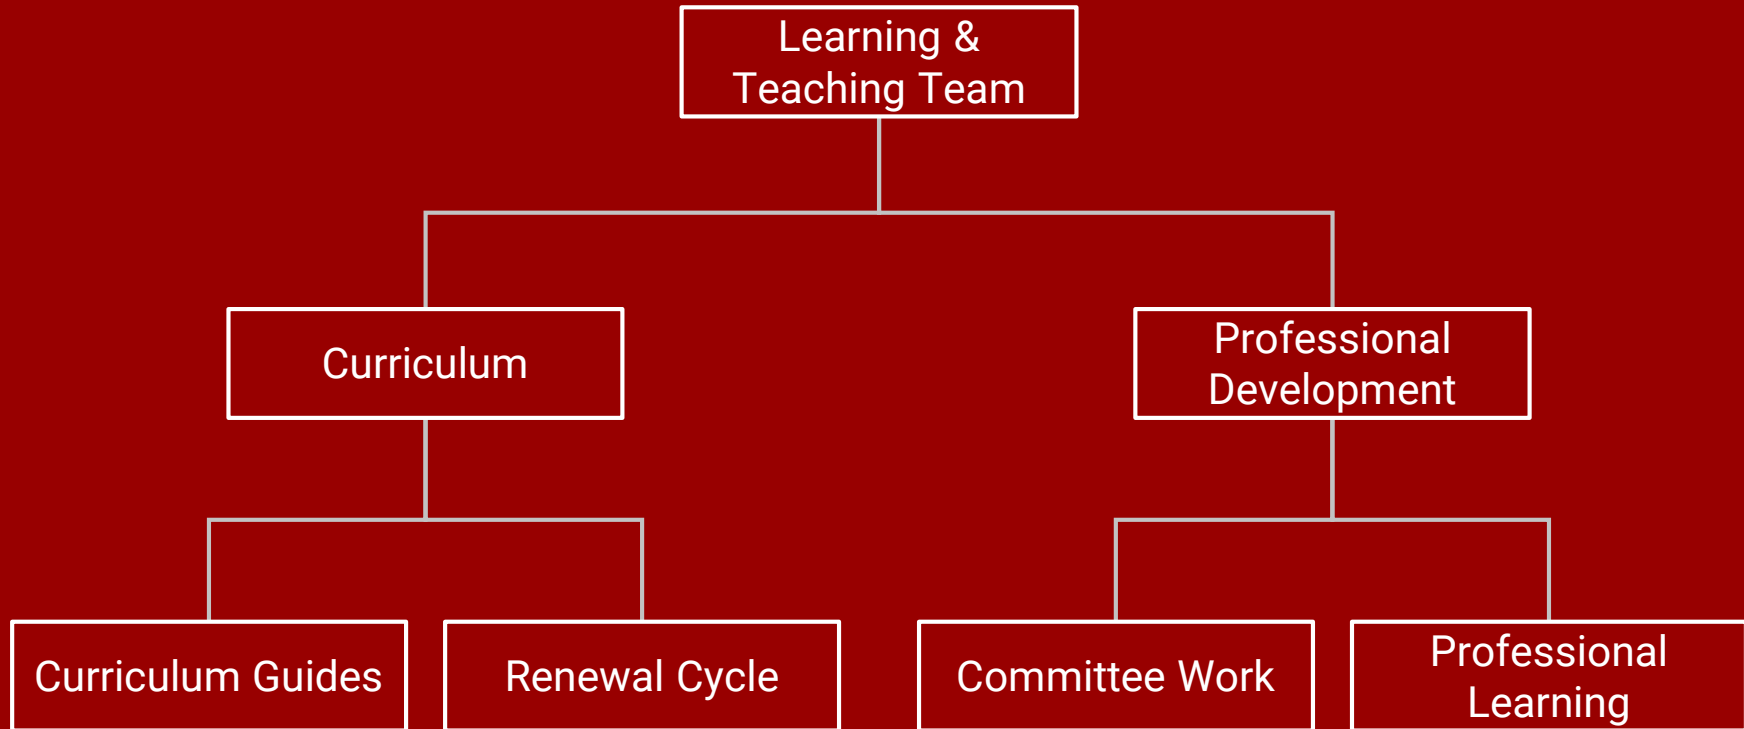 Learning &
Teaching Team
Curriculum
Professional
Development
Curriculum Guides
Renewal Cycle
Committee Work
Professional
Learning